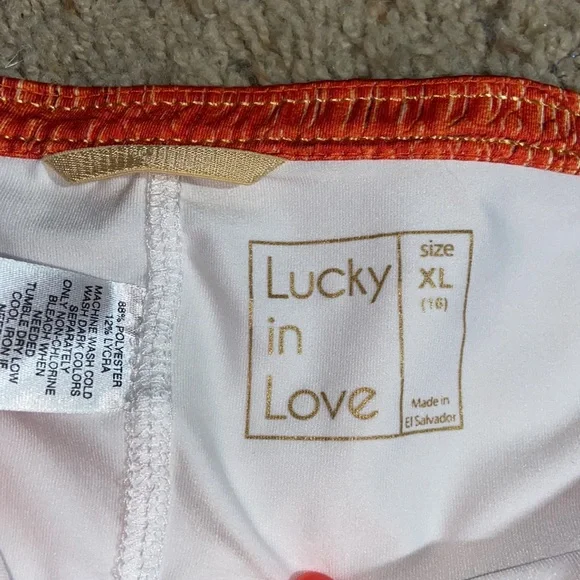 Lucky
in
Love
size
XL
(16)
Made in
El Salvador
88% POLYESTER
12% LYCRA
MACHINE WASH COLD
WASH DARK COLORS
SEPARATELY
ONLY NON-CHLORINE
BLEACH WHEN
NEEDED
TUMBLE DRY LOW
COOL IRON IF